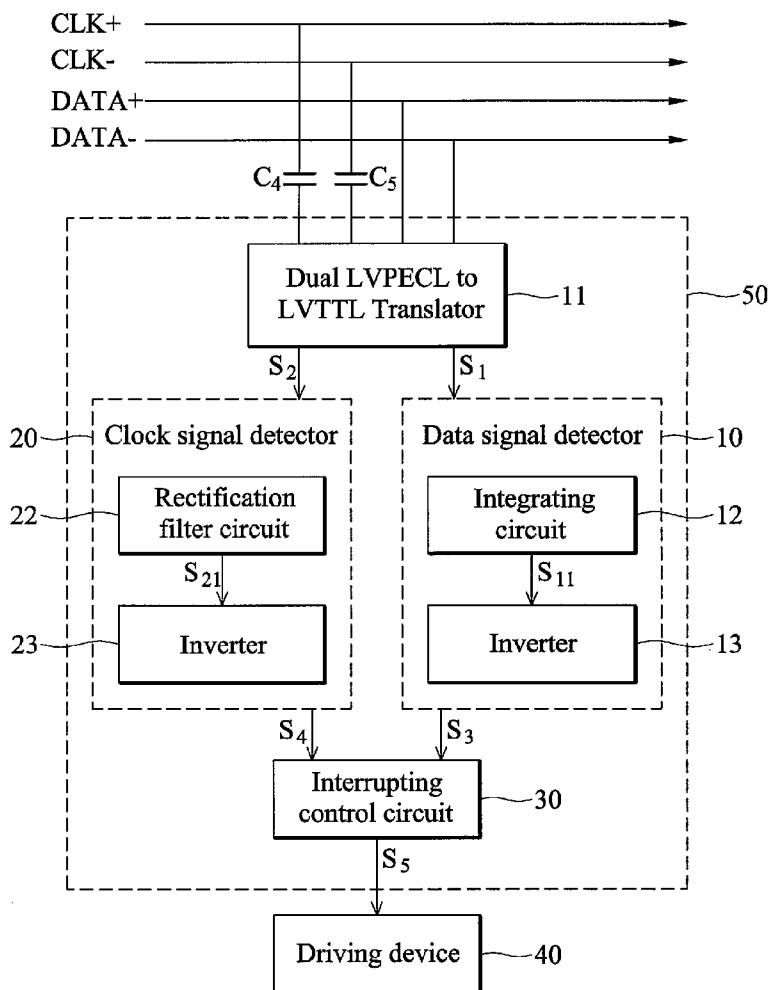 CLK+
CLK-
DATA+
DATA-
C4
C5
Dual LVPECL to
LVTTL Translator
11
50
S2
S1
20
Clock signal detector
Data signal detector
10
22
Rectification
filter circuit
Integrating
circuit
12
S21
S11
23
Inverter
Inverter
13
S4
S3
Interrupting
control circuit
30
S5
Driving device
40